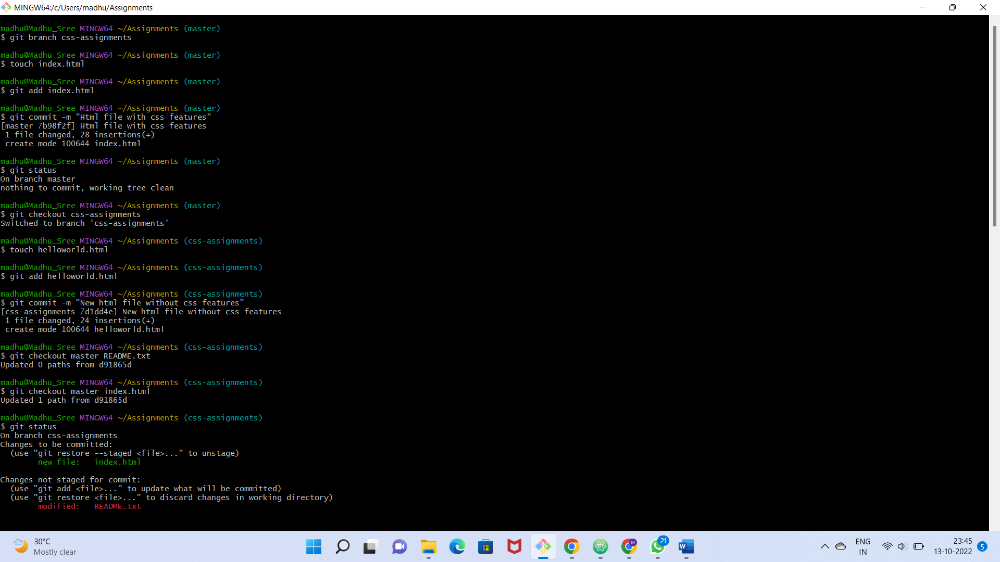 MINGW64:/c/Users/madhu/Assignments
madhu@Madhu_Sree MINGW64 ~/Assignments (master)
$ git branch css-assignments
madhu@Madhu_Sree MINGW64 ~/Assignments (master)
$ touch index.html
madhu@Madhu_Sree MINGW64 ~/Assignments (master)
$ git add index.html
madhu@Madhu_Sree MINGW64 ~/Assignments (master)
$ git commit -m "Html file with css features"
[master 7b98f2f] Html file with css features
 1 file changed, 28 insertions(+)
 create mode 100644 index.html
madhu@Madhu_Sree MINGW64 ~/Assignments (master)
$ git status
On branch master
nothing to commit, working tree clean
madhu@Madhu_Sree MINGW64 ~/Assignments (master)
$ git checkout css-assignments
Switched to branch 'css-assignments'
madhu@Madhu_Sree MINGW64 ~/Assignments (css-assignments)
$ touch helloworld.html
madhu@Madhu_Sree MINGW64 ~/Assignments (css-assignments)
$ git add helloworld.html
madhu@Madhu_Sree MINGW64 ~/Assignments (css-assignments)
$ git commit -m "New html file without css features"
[css-assignments 7d1dd4e] New html file without css features
 1 file changed, 24 insertions(+)
 create mode 100644 helloworld.html
madhu@Madhu_Sree MINGW64 ~/Assignments (css-assignments)
$ git checkout master README.txt
Updated 0 paths from d91865d
madhu@Madhu_Sree MINGW64 ~/Assignments (css-assignments)
$ git checkout master index.html
Updated 1 path from d91865d
madhu@Madhu_Sree MINGW64 ~/Assignments (css-assignments)
$ git status
On branch css-assignments
Changes to be committed:
  (use "git restore --staged <file>..." to unstage)
        new file:   index.html
Changes not staged for commit:
  (use "git add <file>..." to update what will be committed)
  (use "git restore <file>..." to discard changes in working directory)
        modified:   README.txt
30°C
Mostly clear
M
21
W
ENG
IN
23:45
13-10-2022
5